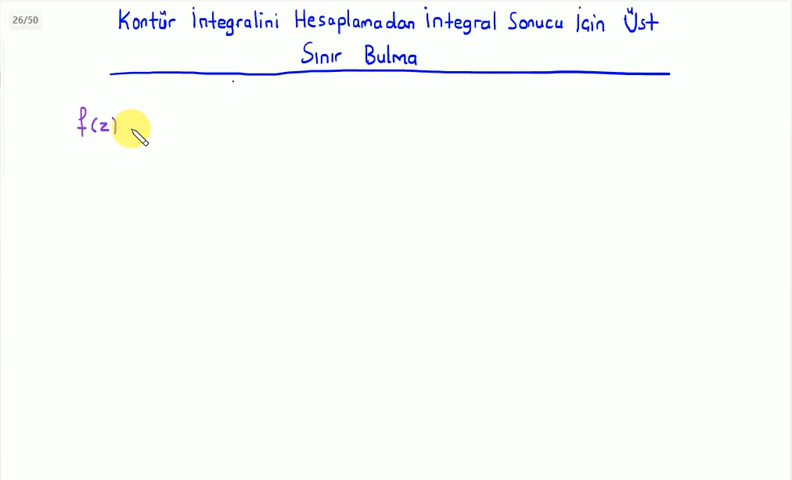 26/50
Kontür İntegralini Hesaplamadan İntegral Sonucu İçin Üst
Sınır Bulma
f(z)